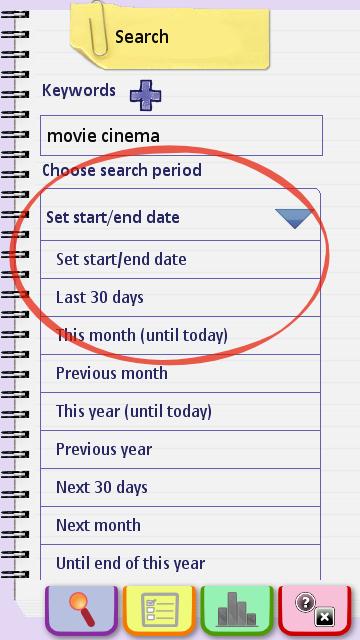 Search
Keywords
movie cinema
Choose search period
Set start/end date
Set start/end date
Last 30 days
This month (until today)
Previous month
This year (until today)
Previous year
Next 30 days
Next month
Until end of this year
?